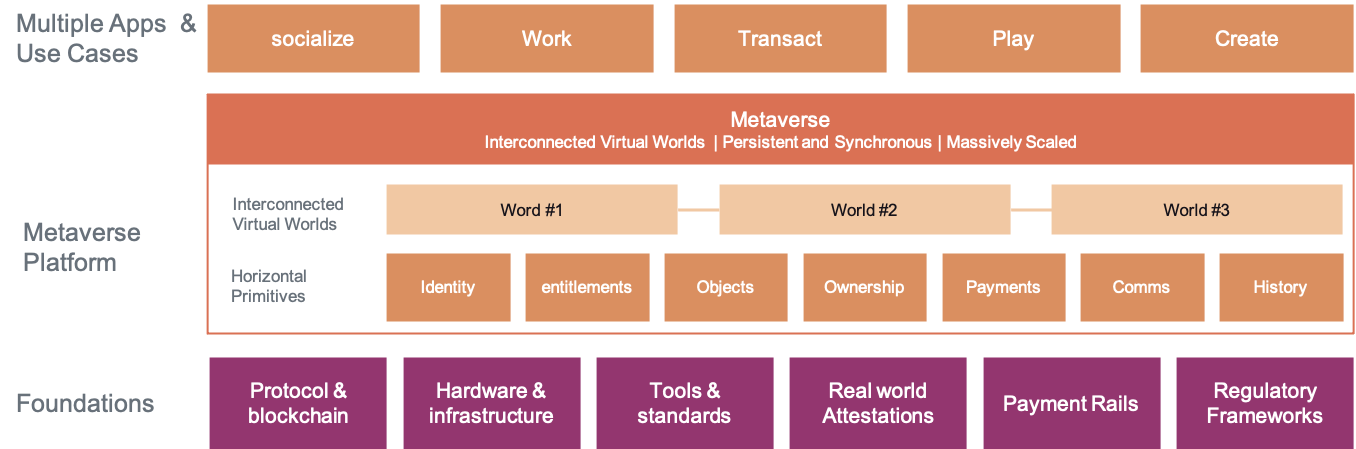 Multiple Apps &
Use Cases
socialize
Work
Transact
Play
Create
Metaverse
Interconnected Virtual Worlds | Persistent and Synchronous | Massively Scaled
Metaverse
Platform
Interconnected
Virtual Worlds
Word #1
World #2
World #3
Horizontal
Primitives
Identity
entitlements
Objects
Ownership
Payments
Comms
History
Foundations
Protocol &
blockchain
Hardware &
infrastructure
Tools &
standards
Real world
Attestations
Payment Rails
Regulatory
Frameworks